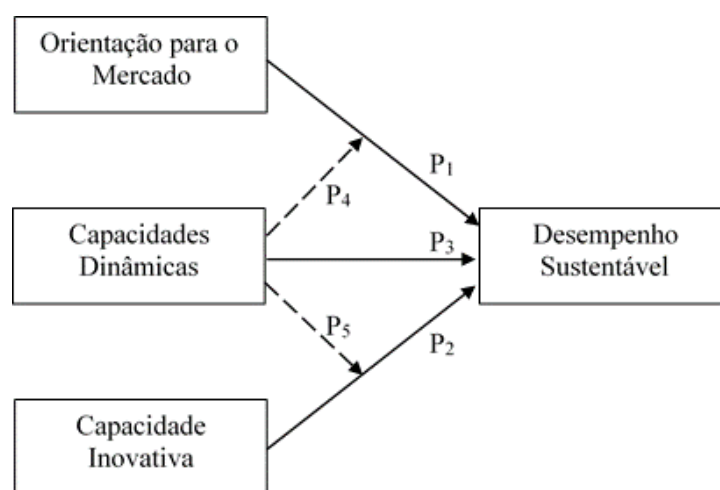 Orientação para o
Mercado
P₁
P₄
Capacidades
Dinâmicas
P₃
Desempenho
Sustentável
P₅
P₂
Capacidade
Inovativa